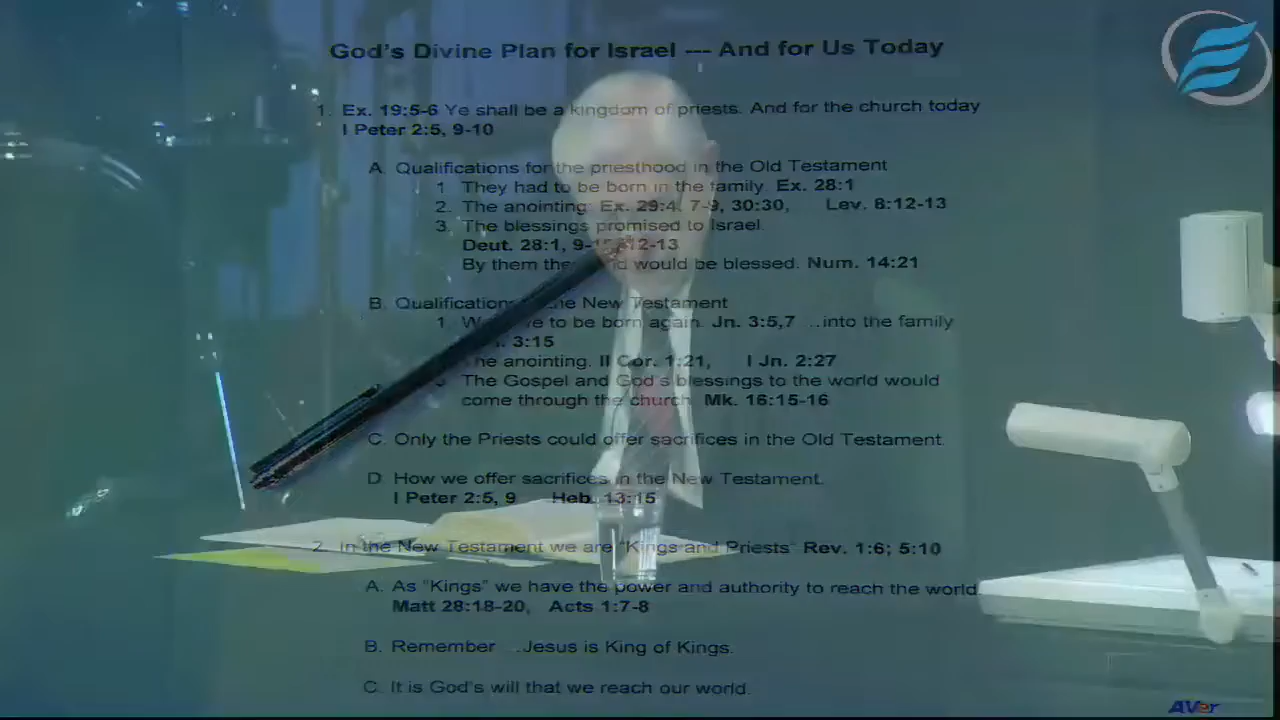 God's Divine Plan for Israel --- And for Us Today
1. Ex. 19:5-6 Ye shall be a kingdom of priests. And for the church today
I Peter 2:5, 9-10
A. Qualifications for the priesthood in the Old Testament
1. They had to be born in the family. Ex. 28:1
2. The anointing. Ex. 29:4. 7-9, 30:30, Lev. 8:12-13
3. The blessings promised to Israel.
Deut. 28:1, 12-13
By them the would be blessed. Num. 14:21
B. Qualifications the New Testament
1. to be born again. Jn. 3:5,7 ...into the family
3:15
anointing. II Cor. 1:21, I Jn. 2:27
The Gospel and God's blessings to the world would
come through the church. Mk. 16:15-16
C. Only the Priests could offer sacrifices in the Old Testament.
D. How we offer sacrifices in the New Testament.
I Peter 2:5, 9 Heb. 13:15
2. In the New Testament we are "Kings and Priests" Rev. 1:6; 5:10
A. As "Kings" we have the power and authority to reach the world
Matt 28:18-20, Acts 1:7-8
B. Remember ...Jesus is King of Kings.
C. It is God's will that we reach our world.
AVer